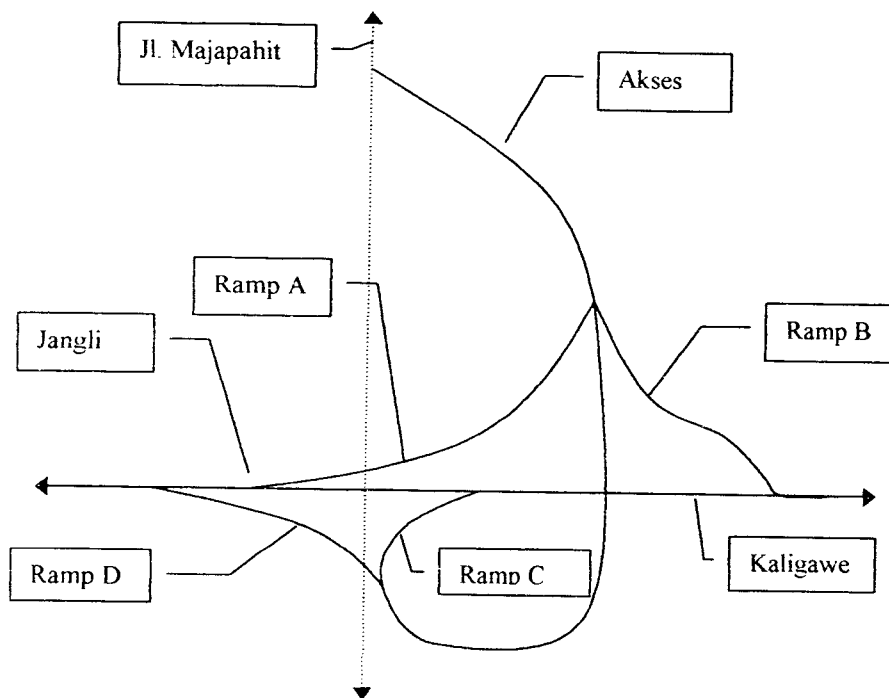 Jl. Majapahit
Akses
Ramp A
Jangli
Ramp B
Ramp D
Ramp C
Kaligawe